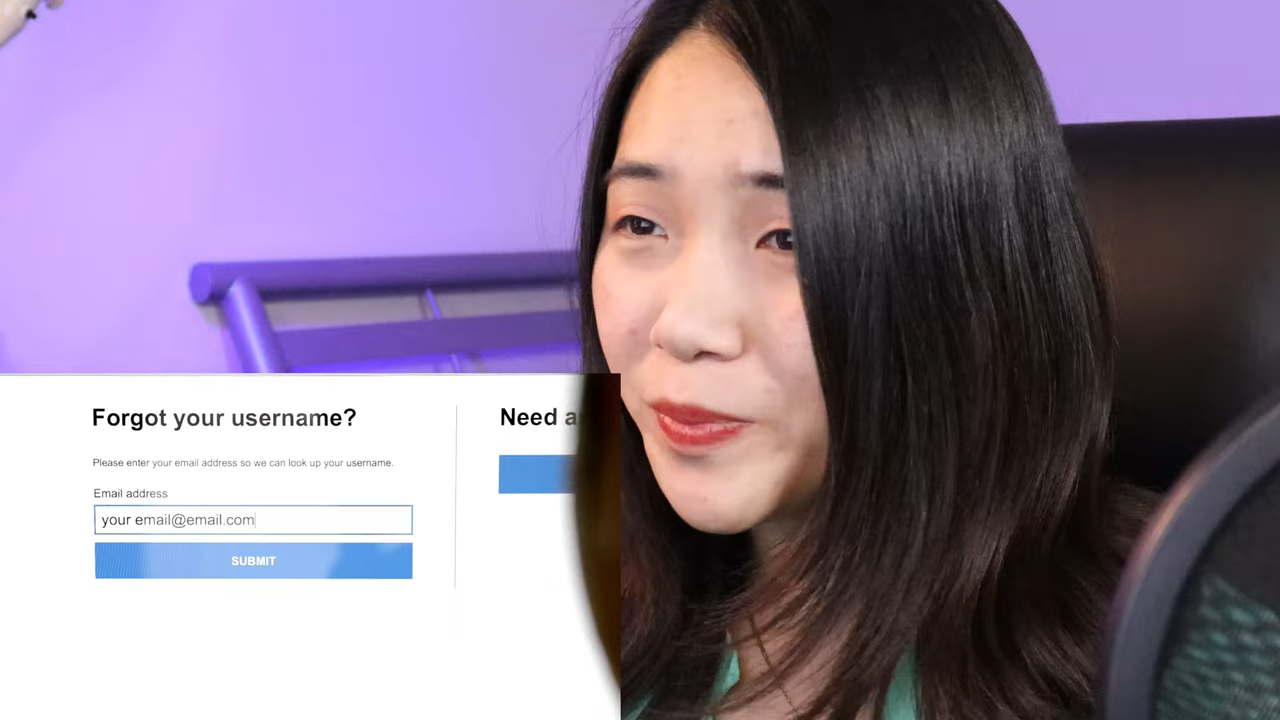 Forgot your username?
Need a
Please enter your email address so we can look up your username.
Email address
your email@email.com
SUBMIT